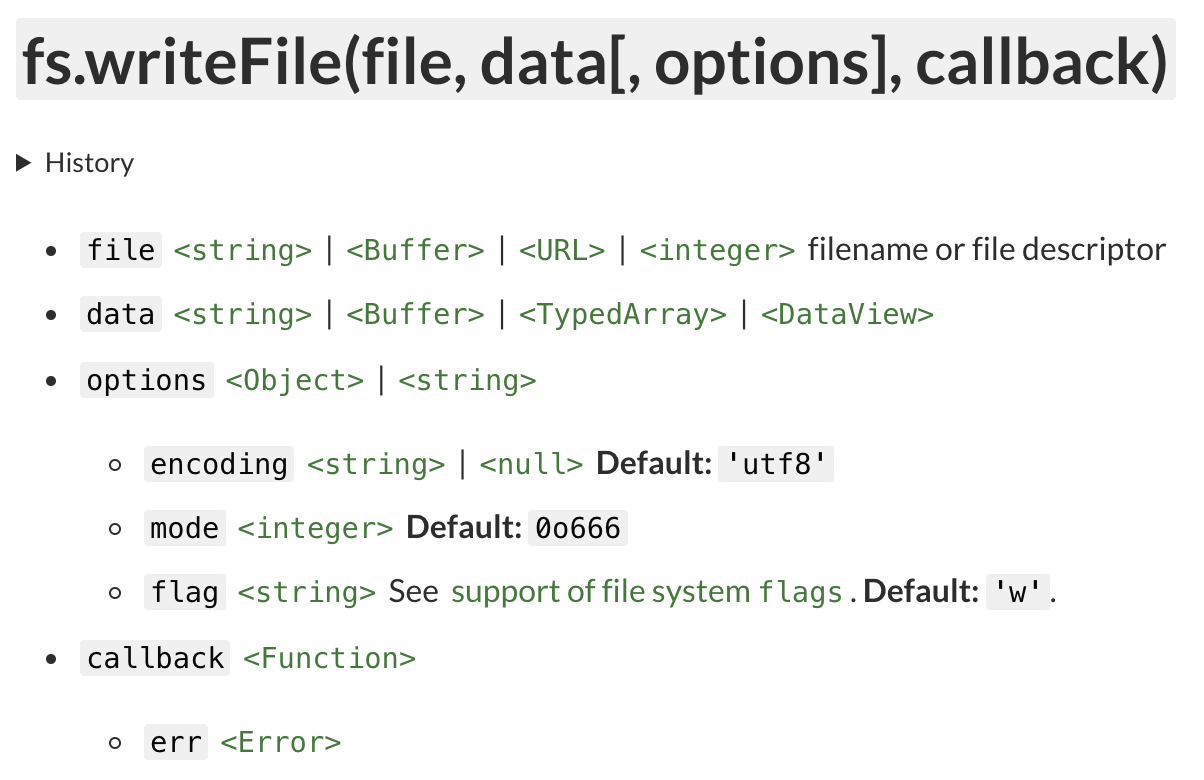 fs.writeFile(file, data[, options], callback)
▶ History
• file <string> | <Buffer> | <URL> | <integer> filename or file descriptor
• data <string> | <Buffer> | <TypedArray> | <DataView>
• options <Object> | <string>
◦ encoding <string> | <null> Default: 'utf8'
◦ mode <integer> Default: 0o666
◦ flag <string> See support of file system flags . Default: 'w'.
• callback <Function>
◦ err <Error>